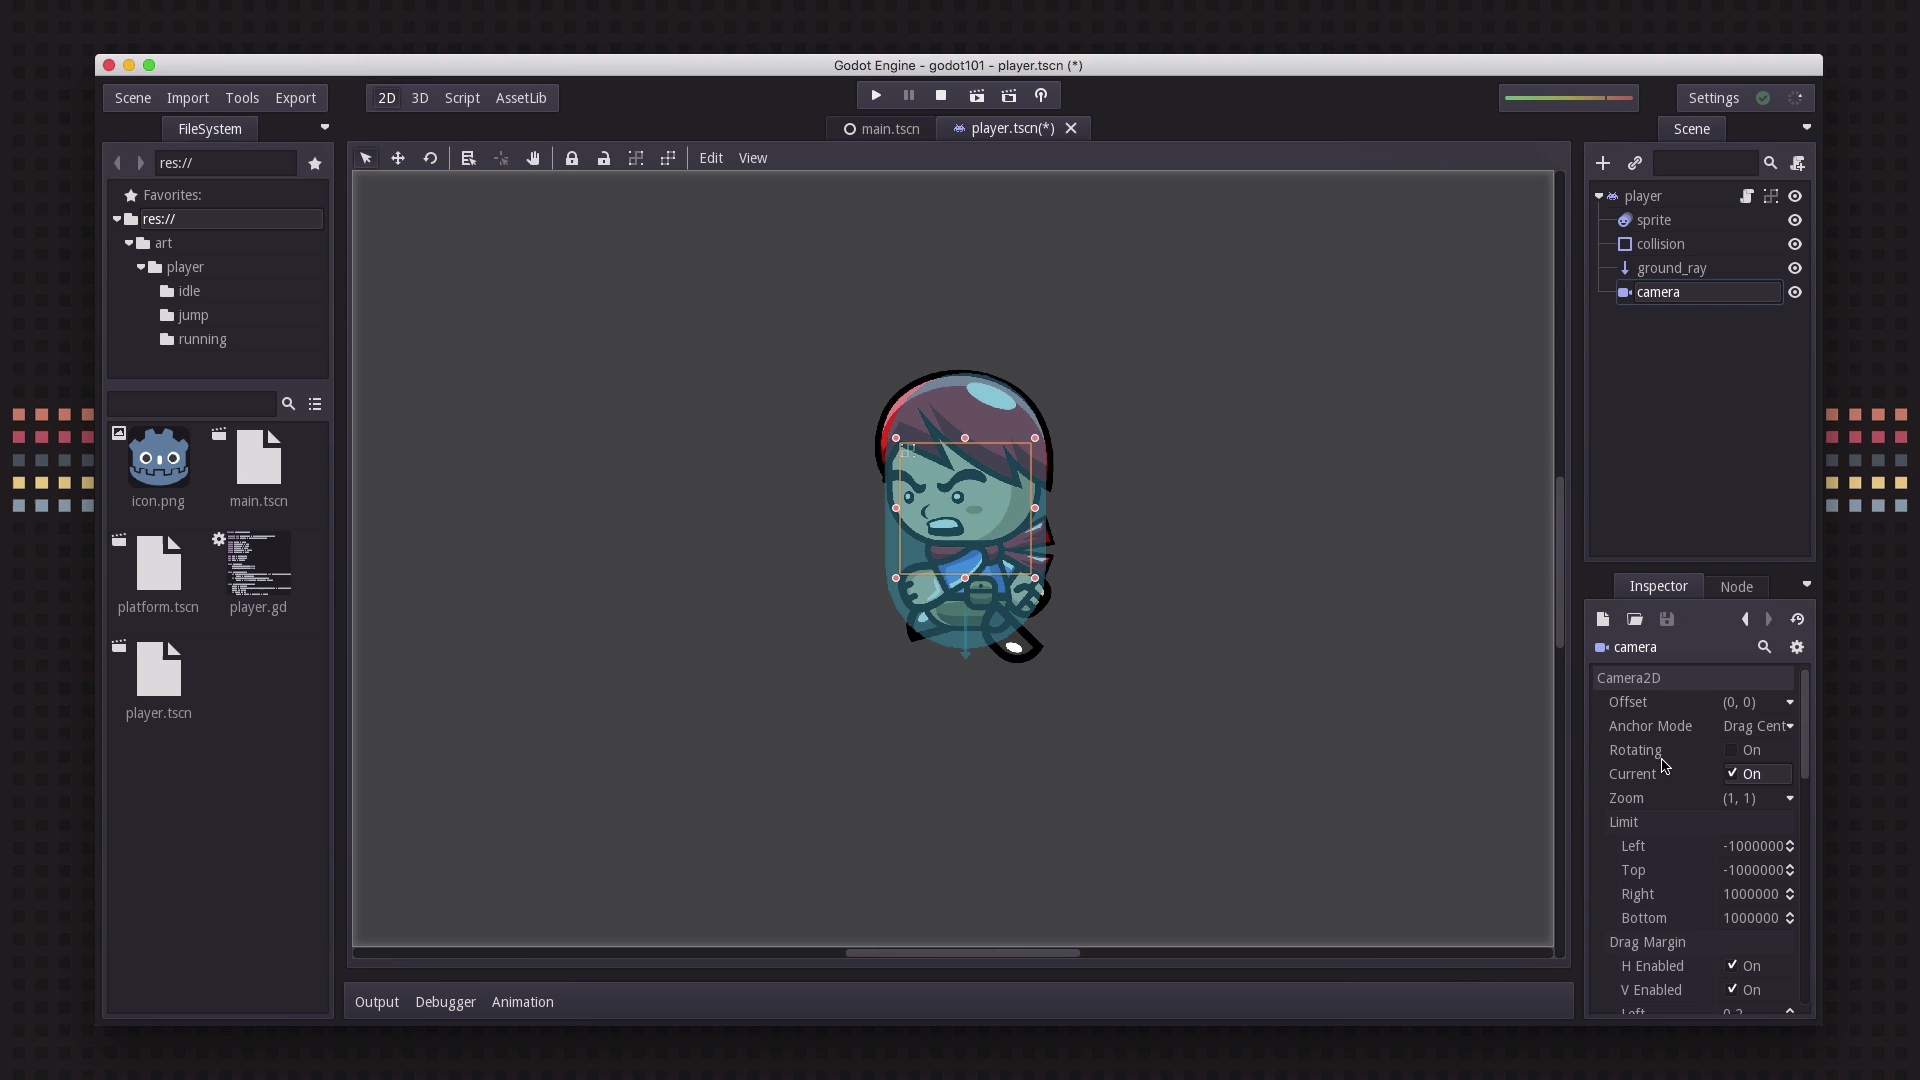 Godot Engine - godot101 - player.tscn (*)
Scene Import Tools Export
2D 3D Script AssetLib
Settings
FileSystem
main.tscn
player.tscn(*)
Scene
res://
Edit View
Favorites:
res://
art
player
idle
jump
running
icon.png
main.tscn
platform.tscn
player.gd
player.tscn
player
sprite
collision
ground_ray
camera
Inspector Node
camera
Camera2D
Offset (0, 0)
Anchor Mode Drag Cent
Rotating On
Current On
Zoom (1, 1)
Limit
Left -1000000
Top -1000000
Right 1000000
Bottom 1000000
Drag Margin
H Enabled On
V Enabled On
Left 0.2
Output Debugger Animation